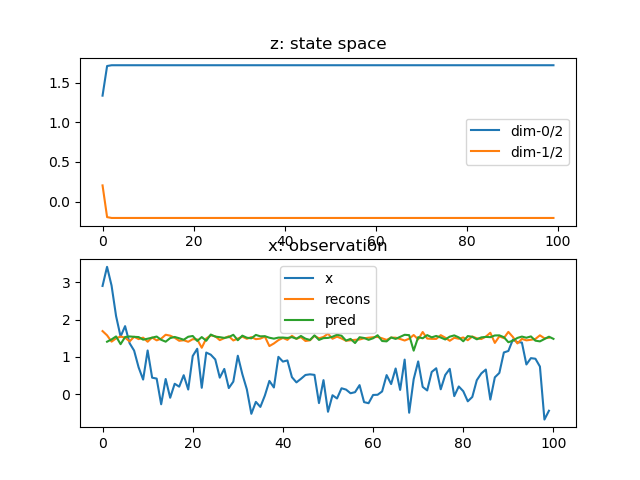 z: state space
1.5
1.0
0.5
0.0
dim-0/2
dim-1/2
0 20 40 60 80 100
x: observation
3
2
1
0
x
recons
pred
0 20 40 60 80 100